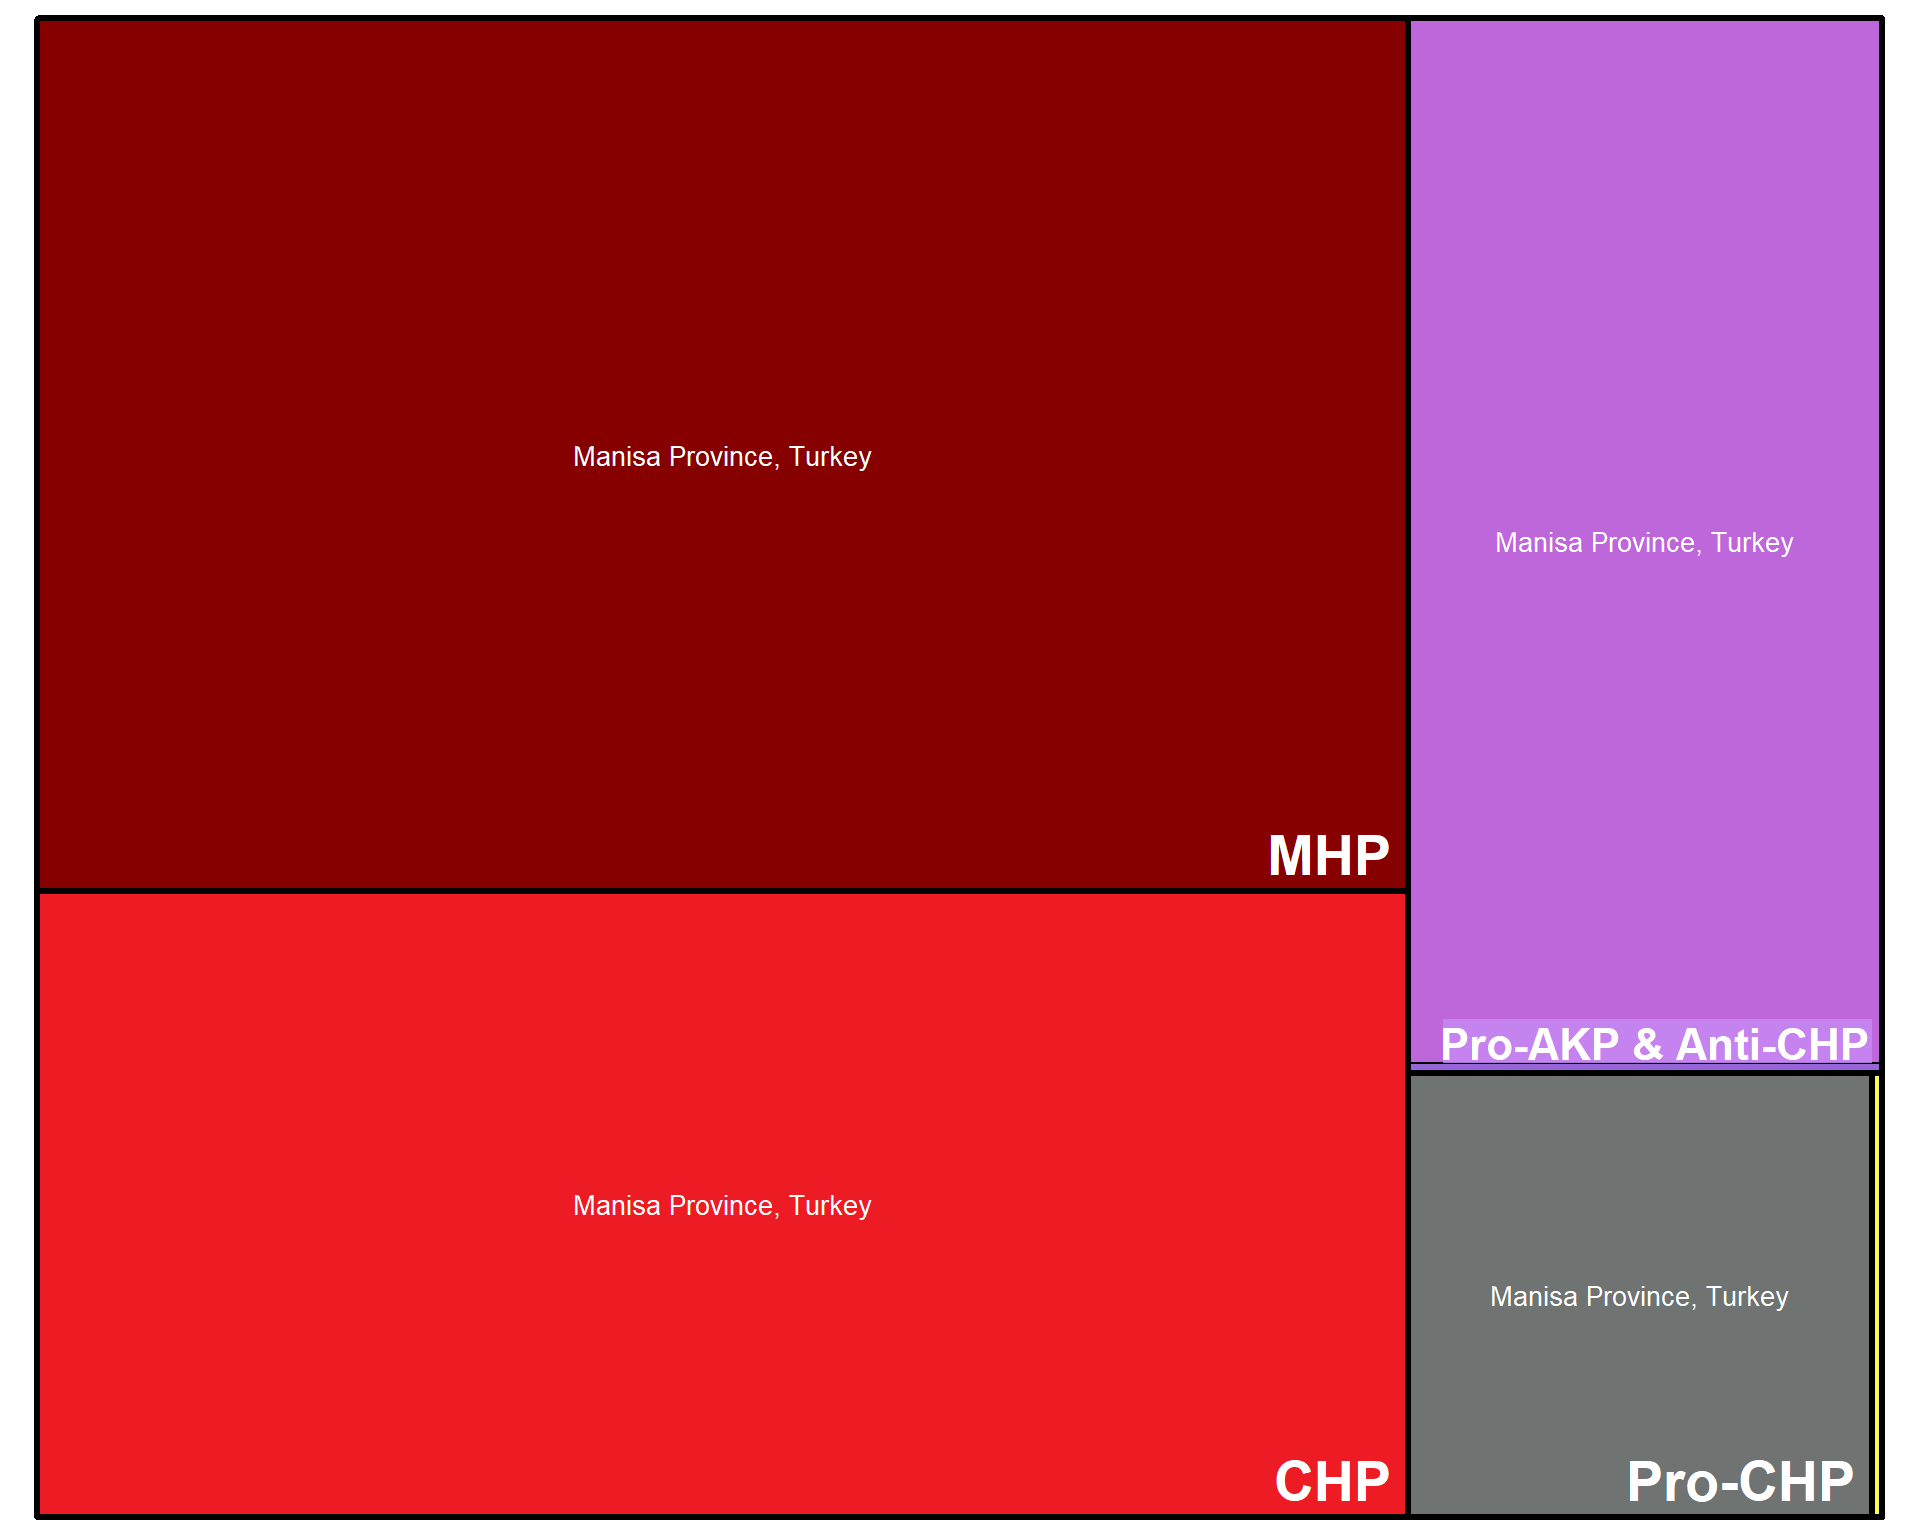 Manisa Province, Turkey
MHP
Manisa Province, Turkey
CHP
Manisa Province, Turkey
Pro-AKP & Anti-CHP
Manisa Province, Turkey
Pro-CHP